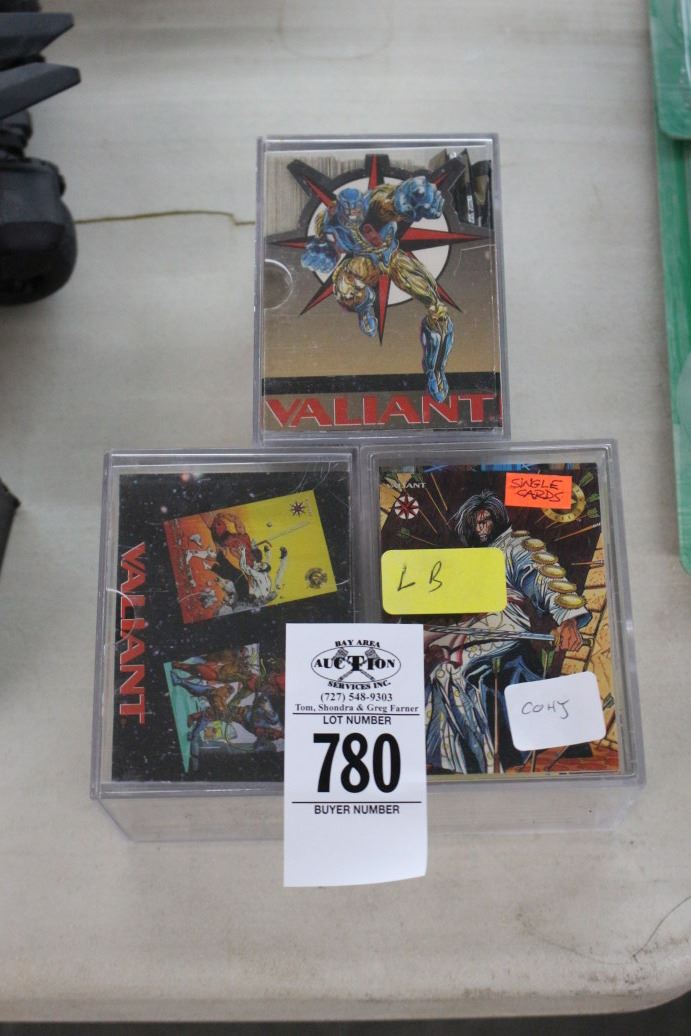 VALIANT
VALIANT
VALIANT
SINGLE
CARDS
L B
COHJ
BAY AREA
AUCTION
SERVICES INC.
(727) 548-9303
Tom, Shondra & Greg Farner
LOT NUMBER
780
BUYER NUMBER